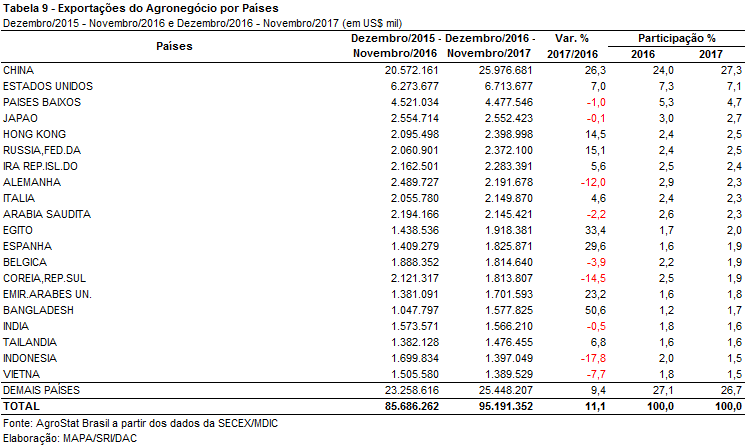 Tabela 9 - Exportações do Agronegócio por Países
Dezembro/2015 - Novembro/2016 e Dezembro/2016 - Novembro/2017 (em US$ mil)
Países Dezembro/2015 - Novembro/2016 Dezembro/2016 - Novembro/2017 Var. % 2017/2016 Participação %
2016 2017
CHINA 20.572.161 25.976.681 26,3 24,0 27,3
ESTADOS UNIDOS 6.273.677 6.713.677 7,0 7,3 7,1
PAISES BAIXOS 4.521.034 4.477.546 -1,0 5,3 4,7
JAPAO 2.554.714 2.552.423 -0,1 3,0 2,7
HONG KONG 2.095.498 2.398.998 14,5 2,4 2,5
RUSSIA,FED.DA 2.060.901 2.372.100 15,1 2,4 2,5
IRA REP.ISL.DO 2.162.501 2.283.391 5,6 2,5 2,4
ALEMANHA 2.489.727 2.191.678 -12,0 2,9 2,3
ITALIA 2.055.780 2.149.870 4,6 2,4 2,3
ARABIA SAUDITA 2.194.166 2.145.421 -2,2 2,6 2,3
EGITO 1.438.536 1.918.381 33,4 1,7 2,0
ESPANHA 1.409.279 1.825.871 29,6 1,6 1,9
BELGICA 1.888.352 1.814.640 -3,9 2,2 1,9
COREIA,REP.SUL 2.121.317 1.813.807 -14,5 2,5 1,9
EMIR.ARABES UN. 1.381.091 1.701.593 23,2 1,6 1,8
BANGLADESH 1.047.797 1.577.825 50,6 1,2 1,7
INDIA 1.573.571 1.566.210 -0,5 1,8 1,6
TAILANDIA 1.382.128 1.476.455 6,8 1,6 1,6
INDONESIA 1.699.834 1.397.049 -17,8 2,0 1,5
VIETNA 1.505.580 1.389.529 -7,7 1,8 1,5
DEMAIS PAÍSES 23.258.616 25.448.207 9,4 27,1 26,7
TOTAL 85.686.262 95.191.352 11,1 100,0 100,0
Fonte: AgroStat Brasil a partir dos dados da SECEX/MDIC
Elaboração: MAPA/SRI/DAC